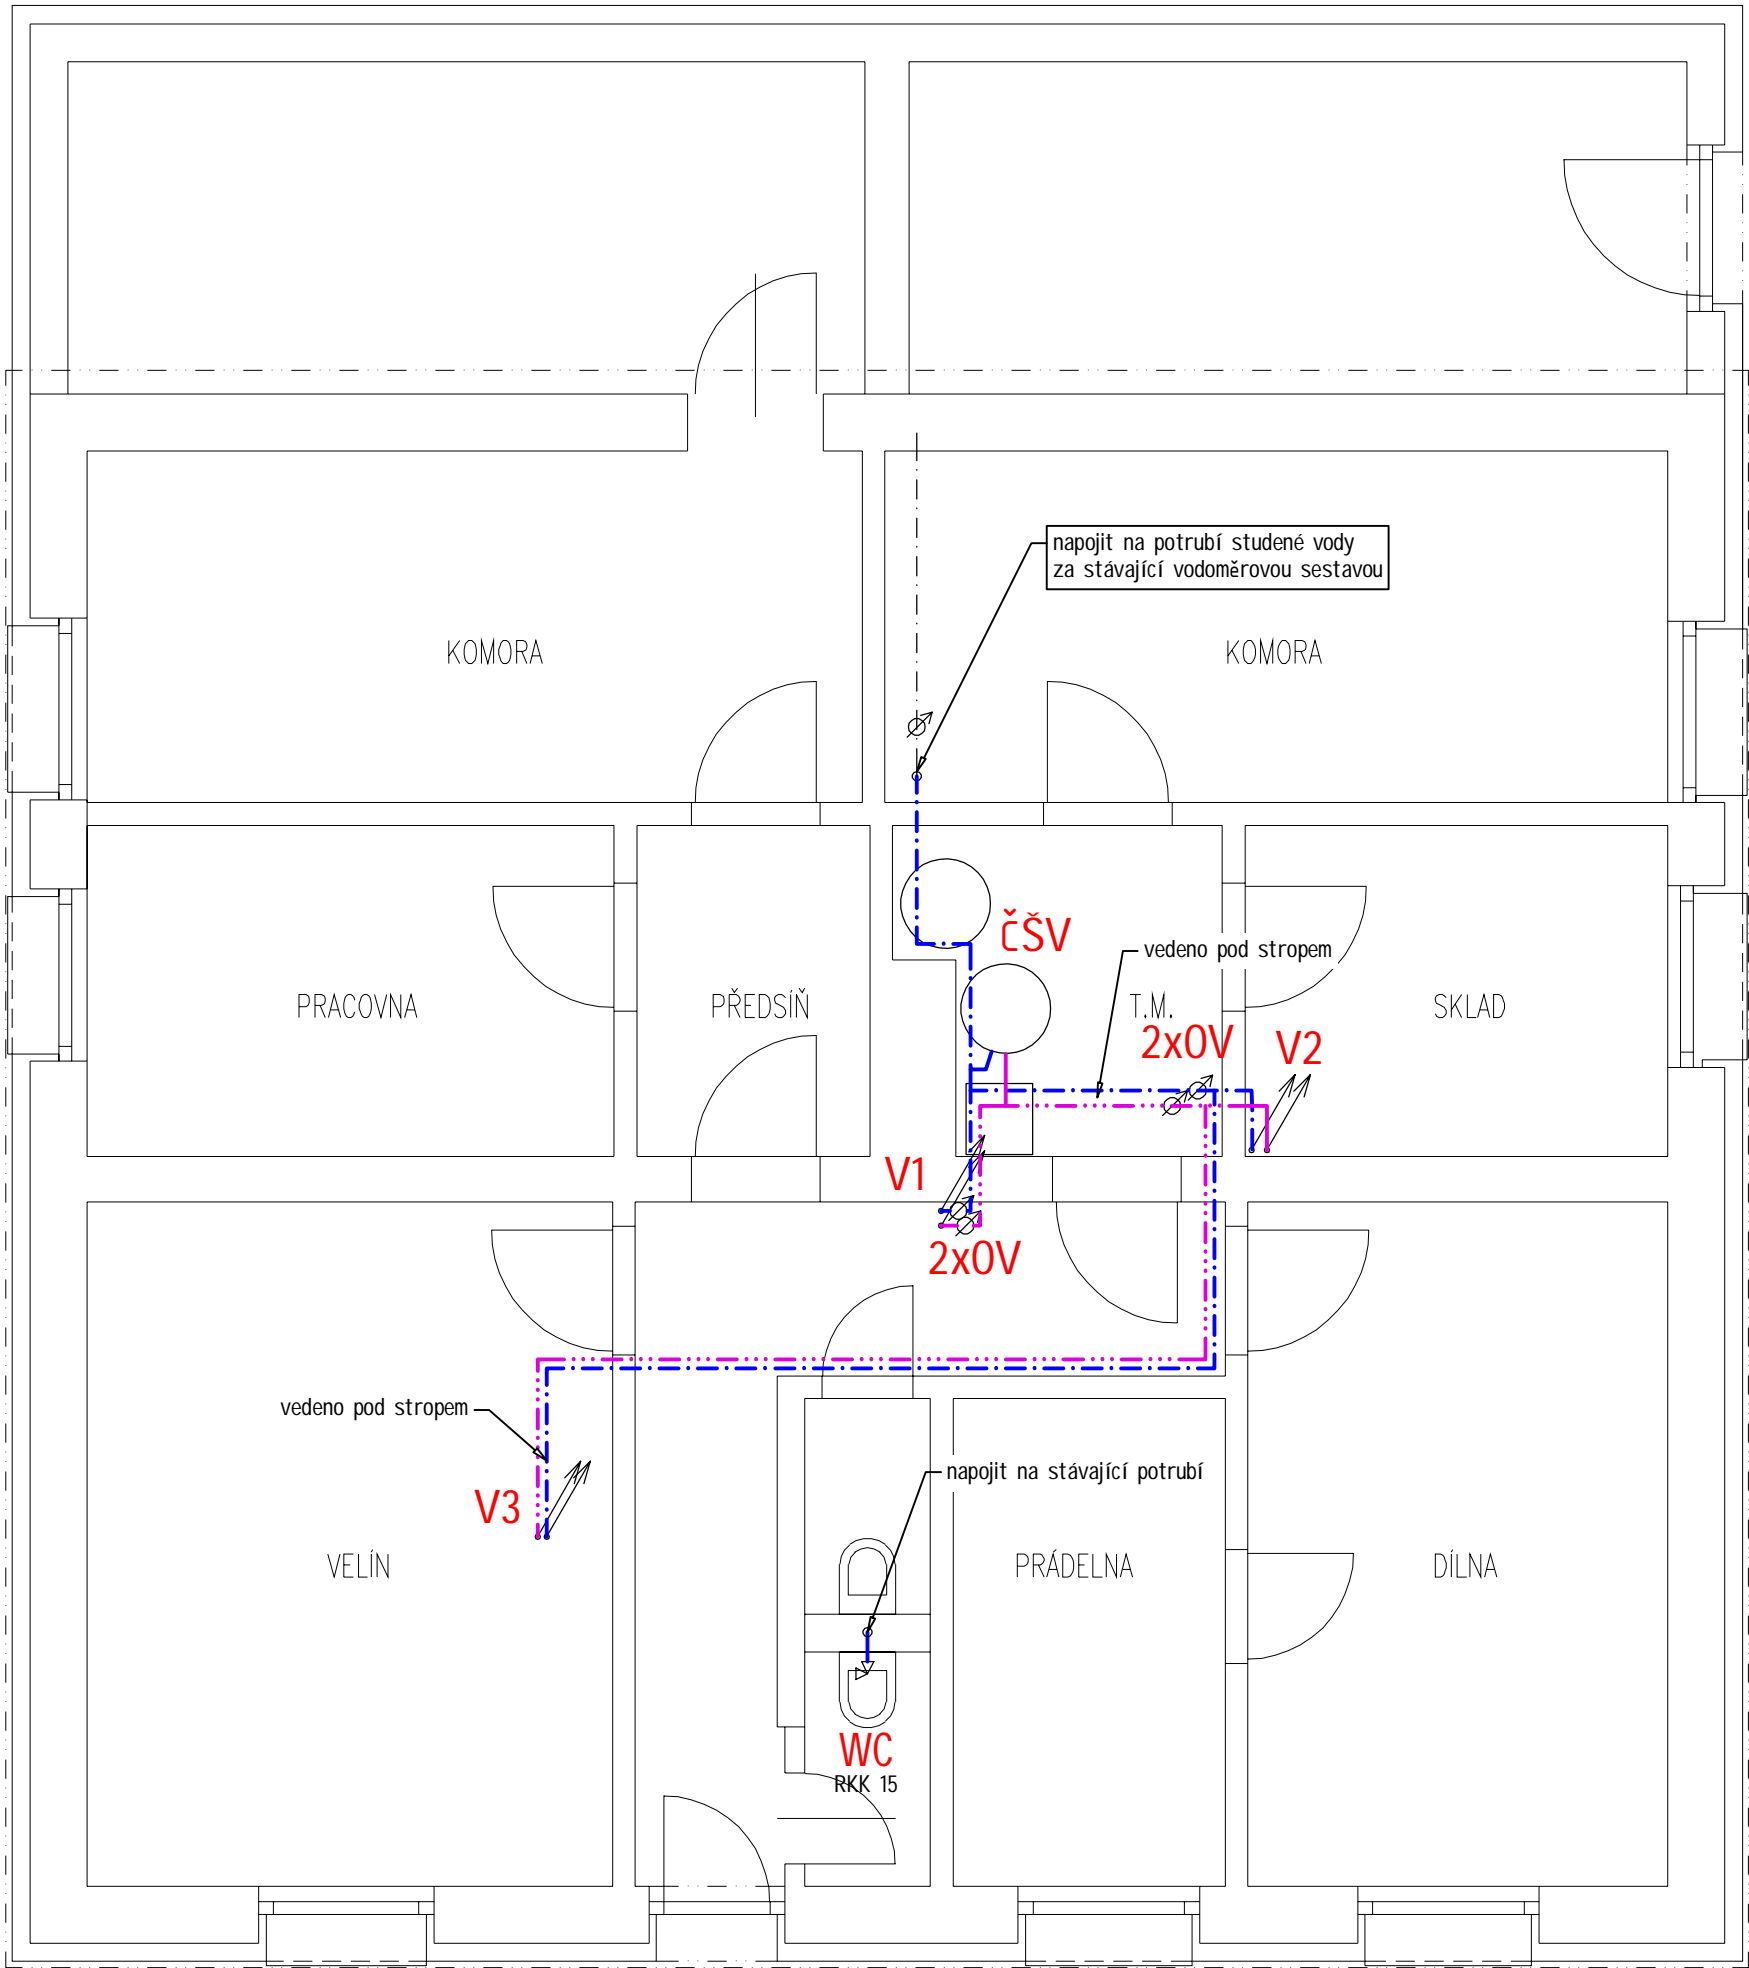 napojit na potrubí studené vody
za stávající vodoměrovou sestavou
KOMORA
KOMORA
ČŠV
vedeno pod stropem
PRACOVNA
PŘEDSÍŇ
T.M.
SKLAD
2xOV
V2
V1
2xOV
vedeno pod stropem
napojit na stávající potrubí
V3
VELÍN
PRÁDELNA
DÍLNA
WC
RKK 15